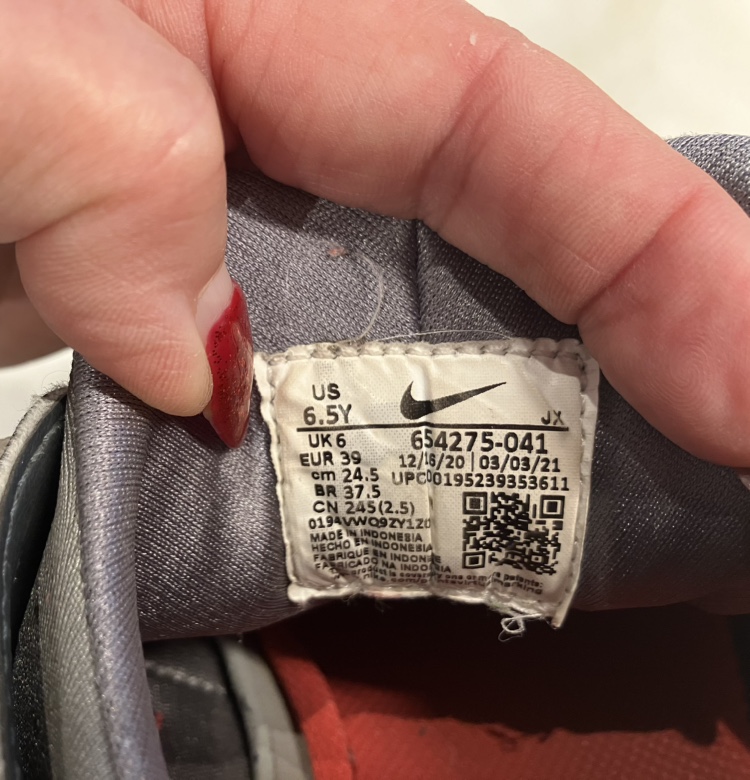 US
6.5Y
JX
UK 6
EUR 39
cm 24.5
BR 37.5
CN 245(2.5)
654275-041
12/16/20 | 03/03/21
UPC00195239353611
MADE IN INDONESIA
HECHO EN INDONESIA
FABRIQUE EN INDONESIE
FABRICADO NA INDONESIA